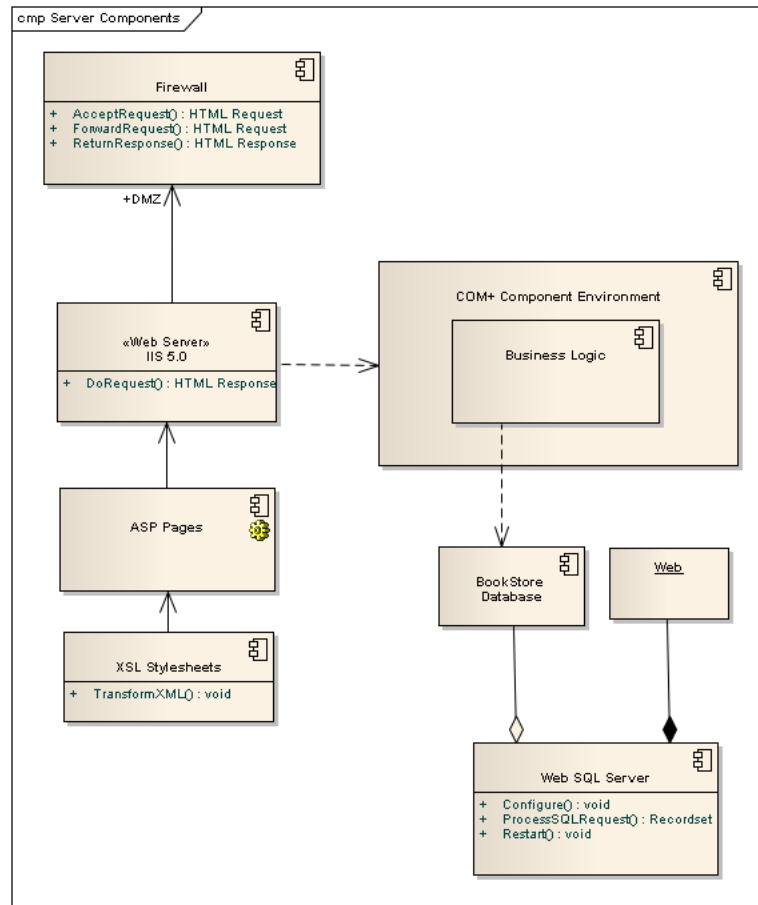 cmp Server Components
Firewall
+ AcceptRequest() : HTML Request
+ ForwardRequest() : HTML Request
+ ReturnResponse() : HTML Response
+DMZ
«Web Server»
IIS 5.0
+ DoRequest() : HTML Response
COM+ Component Environment
Business Logic
ASP Pages
BookStore
Database
Web
XSL Stylesheets
+ TransformXML() : void
Web SQL Server
+ Configure() : void
+ ProcessSQLRequest() : Recordset
+ Restart() : void